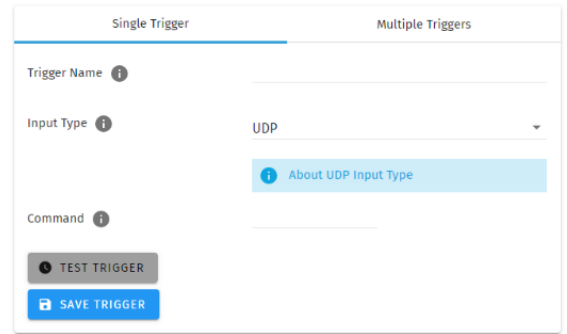 Single Trigger
Multiple Triggers
Trigger Name
Input Type
UDP
About UDP Input Type
Command
TEST TRIGGER
SAVE TRIGGER